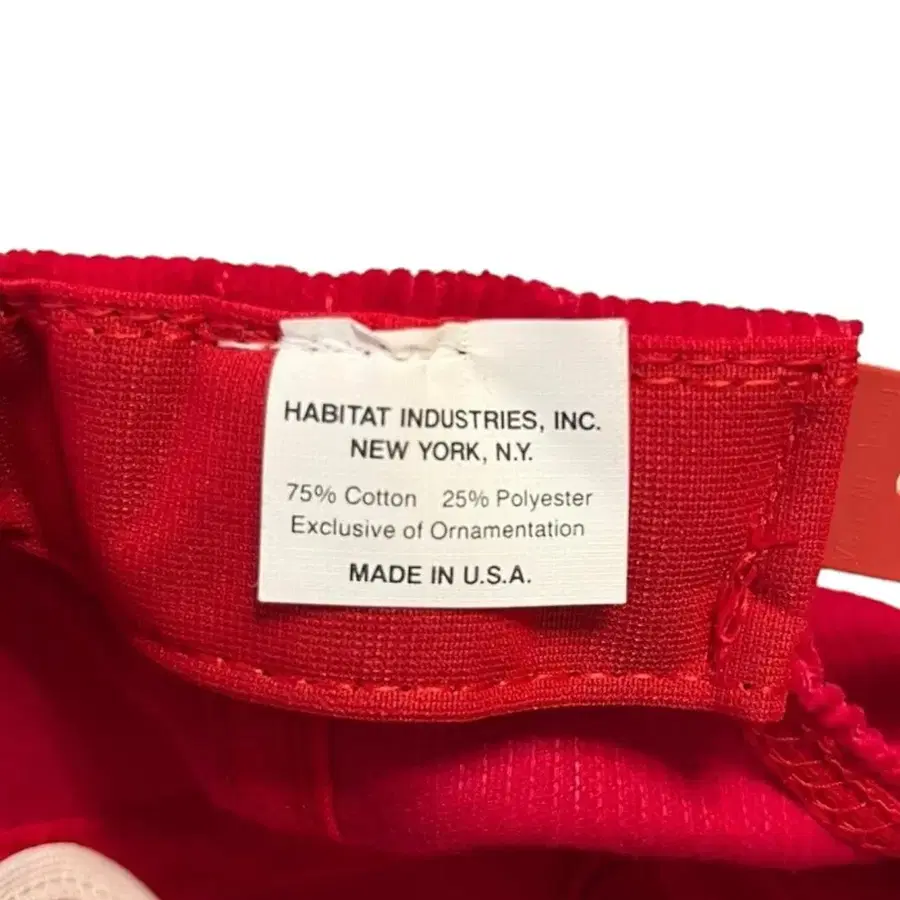 HABITAT INDUSTRIES, INC.
NEW YORK, N.Y.
75% Cotton 25% Polyester
Exclusive of Ornamentation
MADE IN U.S.A.